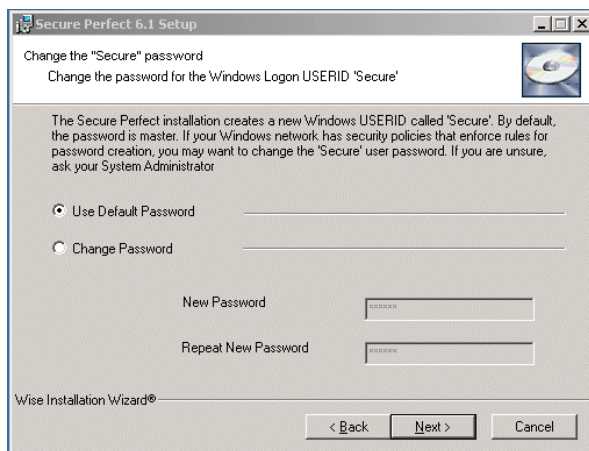 Secure Perfect 6.1 Setup
Change the "Secure" password
Change the password for the Windows Logon USERID 'Secure'
The Secure Perfect installation creates a new Windows USERID called 'Secure'. By default,
the password is master. If your Windows network has security policies that enforce rules for
password creation, you may want to change the 'Secure' user password. If you are unsure,
ask your System Administrator
Use Default Password
Change Password
New Password
xxxxxx
Repeat New Password
xxxxxx
Wise Installation Wizard®
< Back
Next >
Cancel